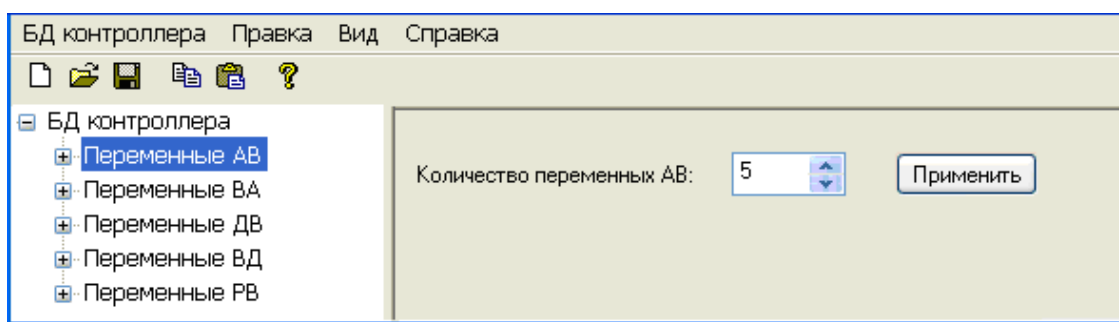 БД контроллера Правка Вид Справка
БД контроллера
Переменные АВ
Переменные ВА
Переменные ДВ
Переменные ВД
Переменные РВ
Количество переменных АВ: 5 Применить